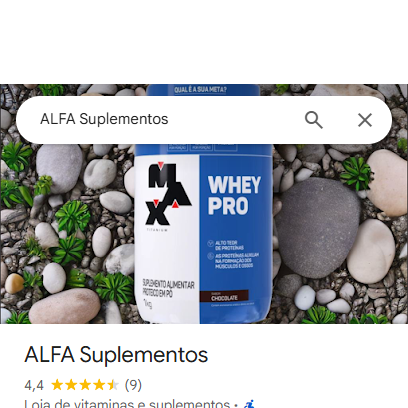 QUAL É A SUA META?
ALFA Suplementos
MAX
TITANIUM
WHEY
PRO
ALTO TEOR
DE PROTEÍNAS
AS PROTEÍNAS AUXILIAM
NA FORMAÇÃO DOS
MÚSCULOS E OSSOS
SUPLEMENTO ALIMENTAR
PROTEICO EM PÓ
1kg
CHOCOLATE
ALFA Suplementos
4,4 (9)
Loja de vitaminas e suplementos ·